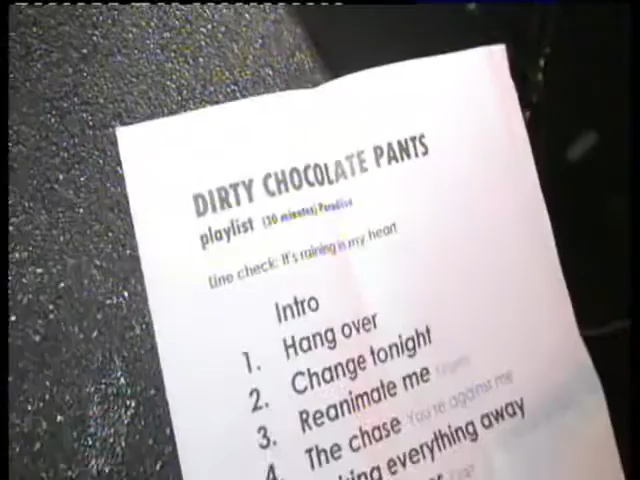 DIRTY CHOCOLATE PANTS
playlist (30 minutes) Paradiso
Line check: It's raining in my heart
Intro
1. Hang over
2. Change tonight
3. Reanimate me
4. The chase You're against me
king everything away